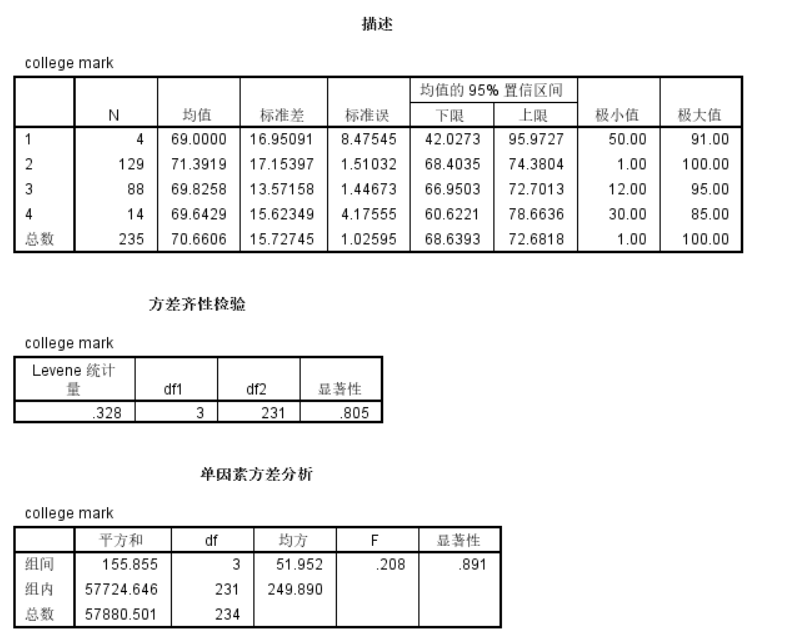 描述
college mark
均值的 95% 置信区间
N 均值 标准差 标准误 下限 上限 极小值 极大值
1 4 69.0000 16.95091 8.47545 42.0273 95.9727 50.00 91.00
2 129 71.3919 17.15397 1.51032 68.4035 74.3804 1.00 100.00
3 88 69.8258 13.57158 1.44673 66.9503 72.7013 12.00 95.00
4 14 69.6429 15.62349 4.17555 60.6221 78.6636 30.00 85.00
总数 235 70.6606 15.72745 1.02595 68.6393 72.6818 1.00 100.00
方差齐性检验
college mark
Levene 统计
量 df1 df2 显著性
.328 3 231 .805
单因素方差分析
college mark
平方和 df 均方 F 显著性
组间 155.855 3 51.952 .208 .891
组内 57724.646 231 249.890
总数 57880.501 234